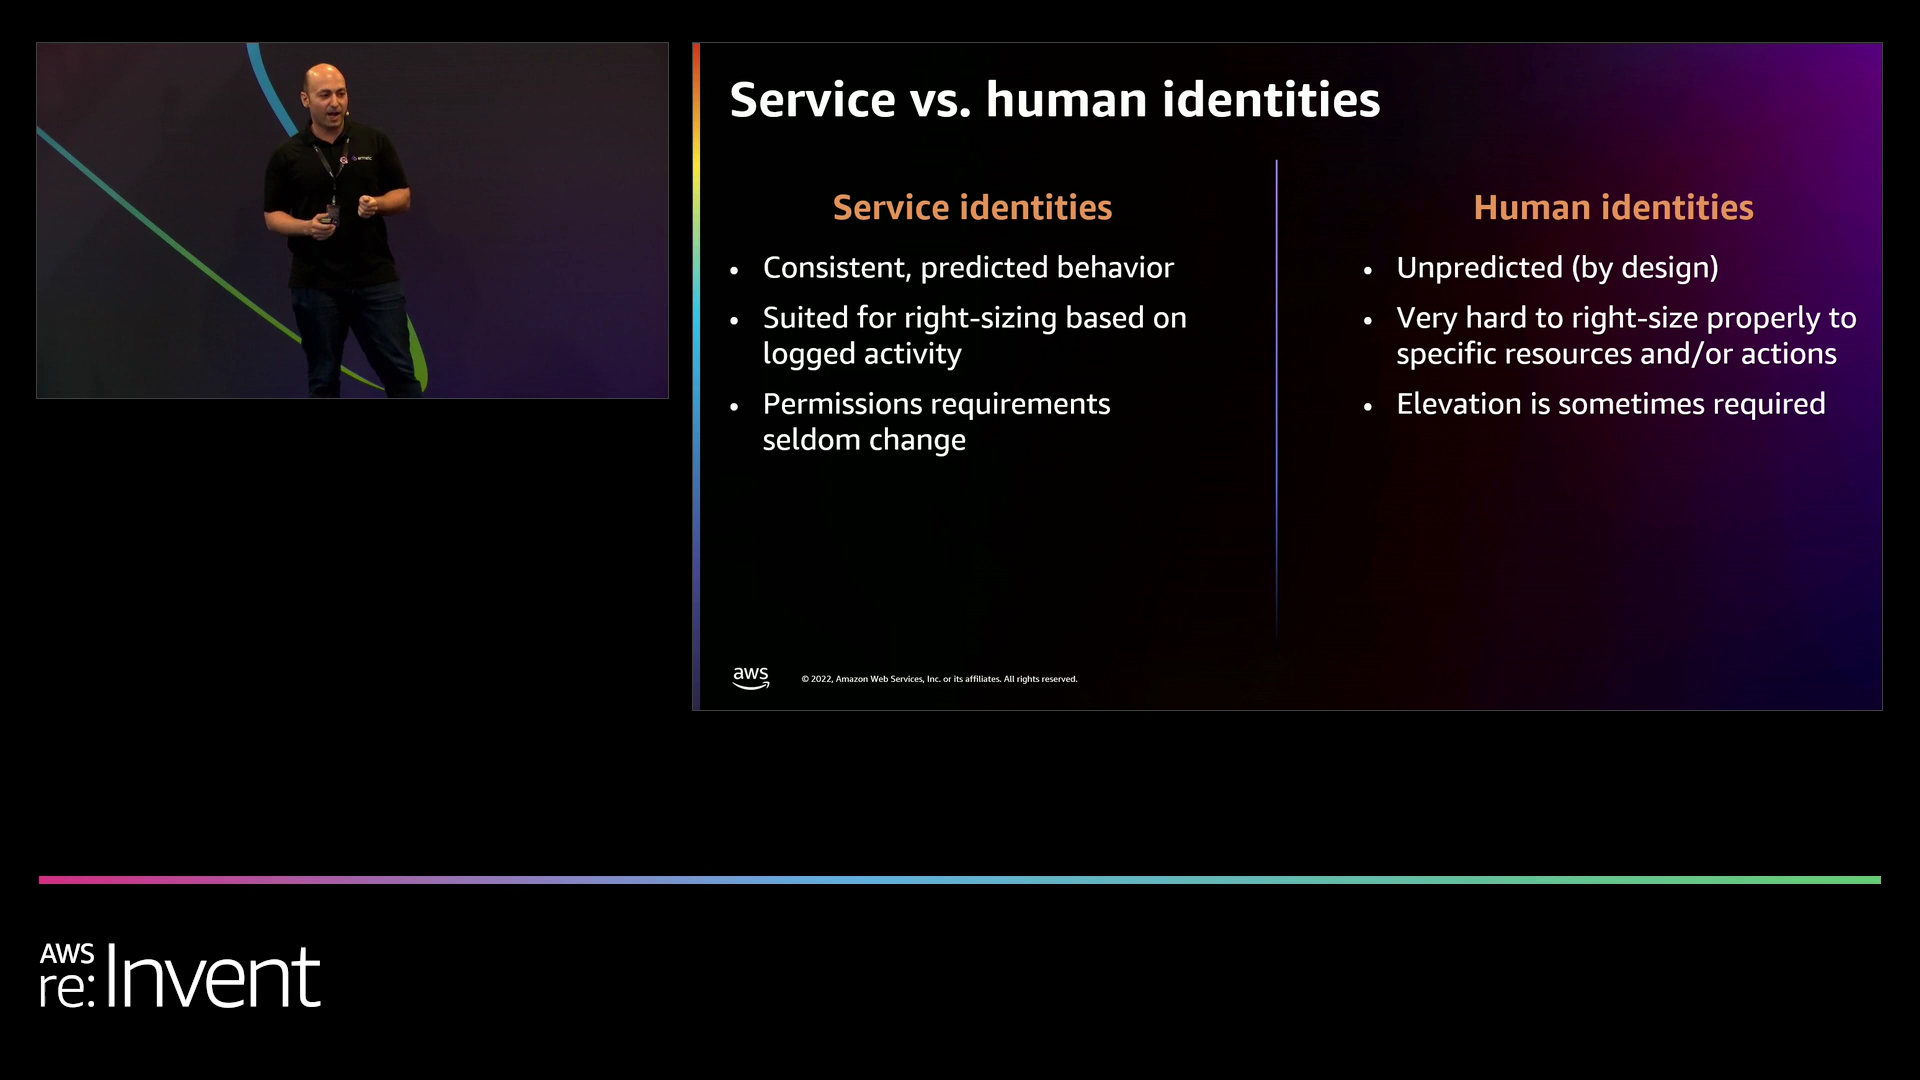 Service vs. human identities
Service identities
• Consistent, predicted behavior
• Suited for right-sizing based on
logged activity
• Permissions requirements
seldom change
Human identities
• Unpredicted (by design)
• Very hard to right-size properly to
specific resources and/or actions
• Elevation is sometimes required
aws
© 2022, Amazon Web Services, Inc. or its affiliates. All rights reserved.
AWS
re:Invent